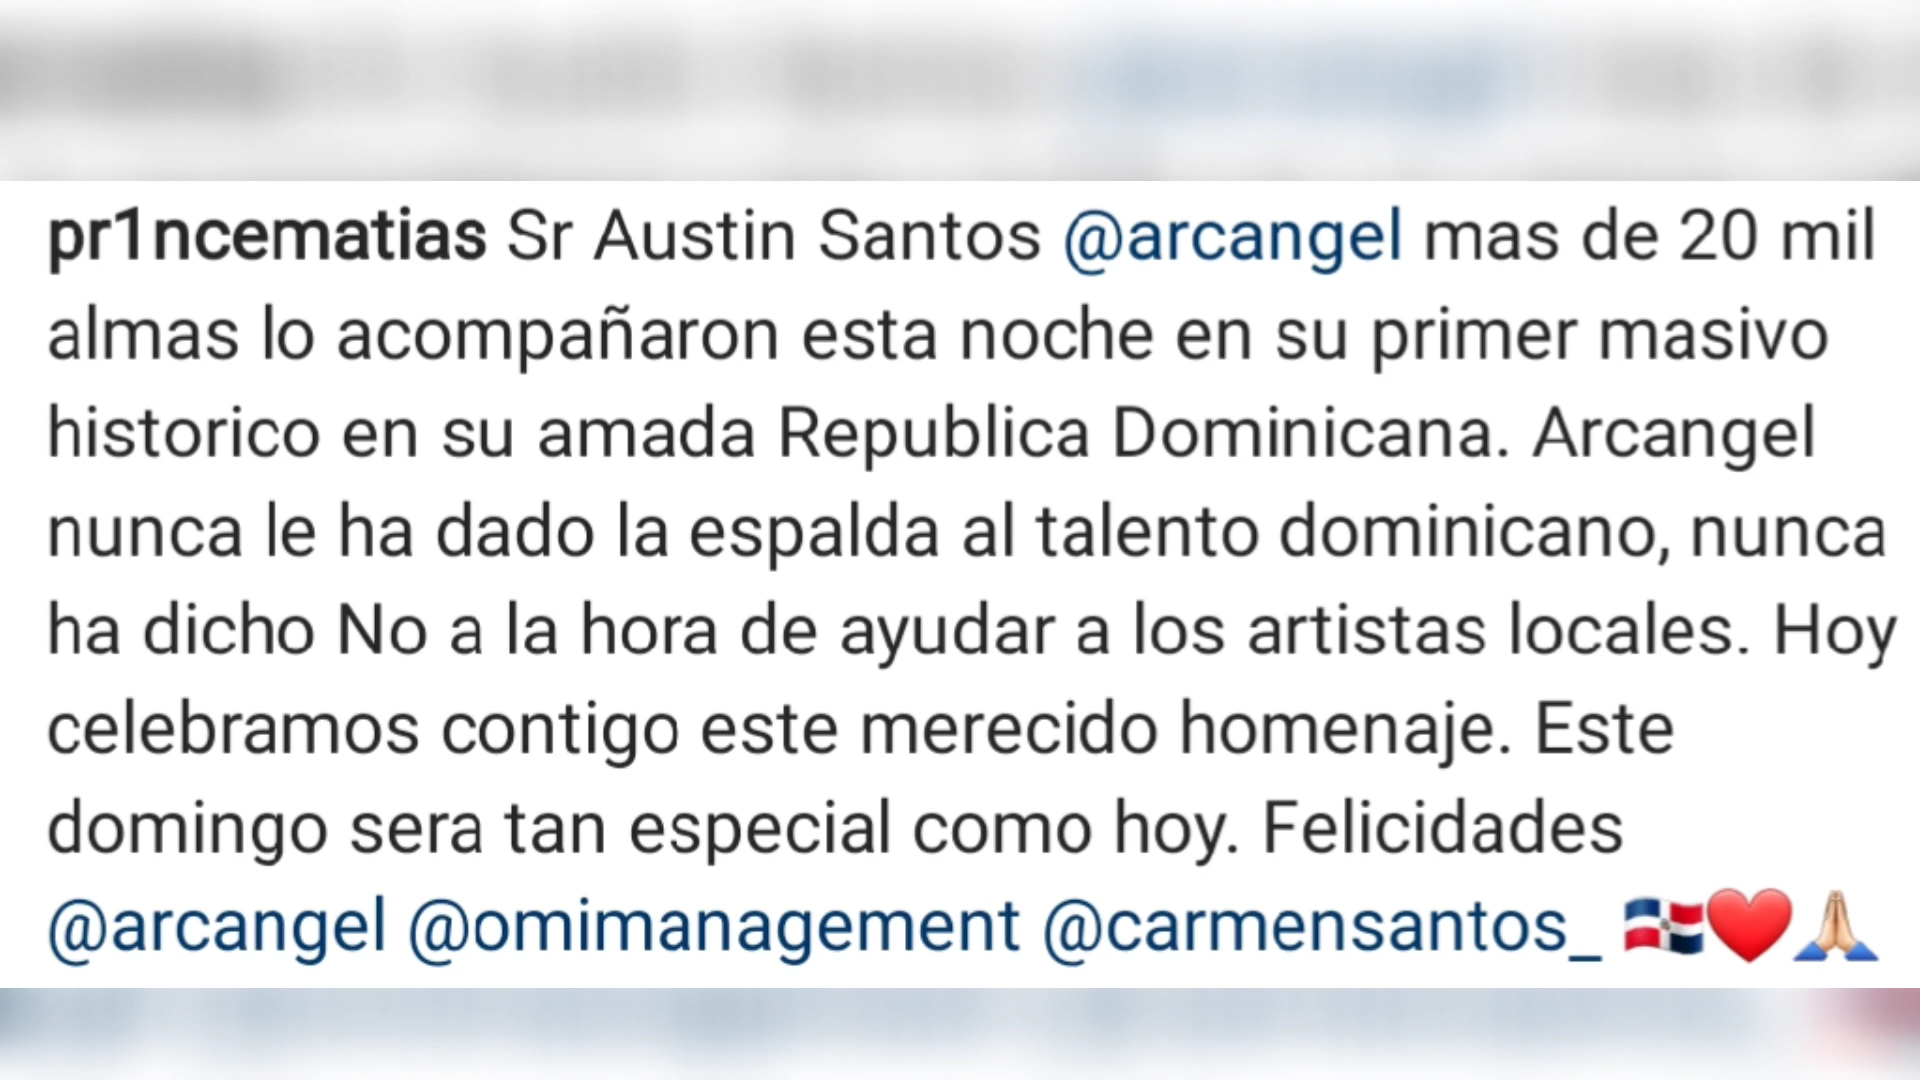 pr1ncematias Sr Austin Santos @arcangel mas de 20 mil
almas lo acompañaron esta noche en su primer masivo
historico en su amada Republica Dominicana. Arcangel
nunca le ha dado la espalda al talento dominicano, nunca
ha dicho No a la hora de ayudar a los artistas locales. Hoy
celebramos contigo este merecido homenaje. Este
domingo sera tan especial como hoy. Felicidades
@arcangel @omimanagement @carmensantos_ 🇩🇴❤️🙏🏼